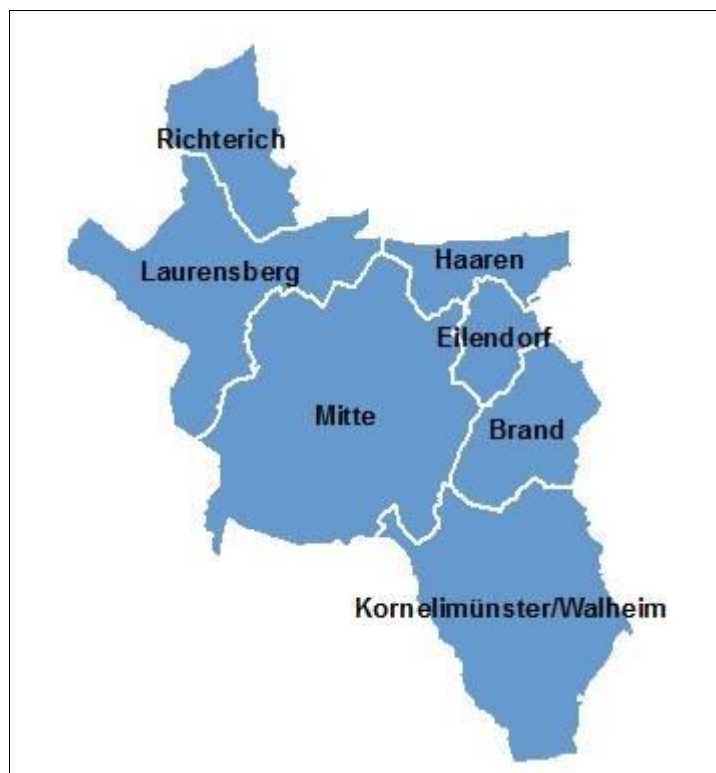 Richterich
Haaren
Laurensberg
Eilendorf
Mitte
Brand
Kornelimünster/Walheim